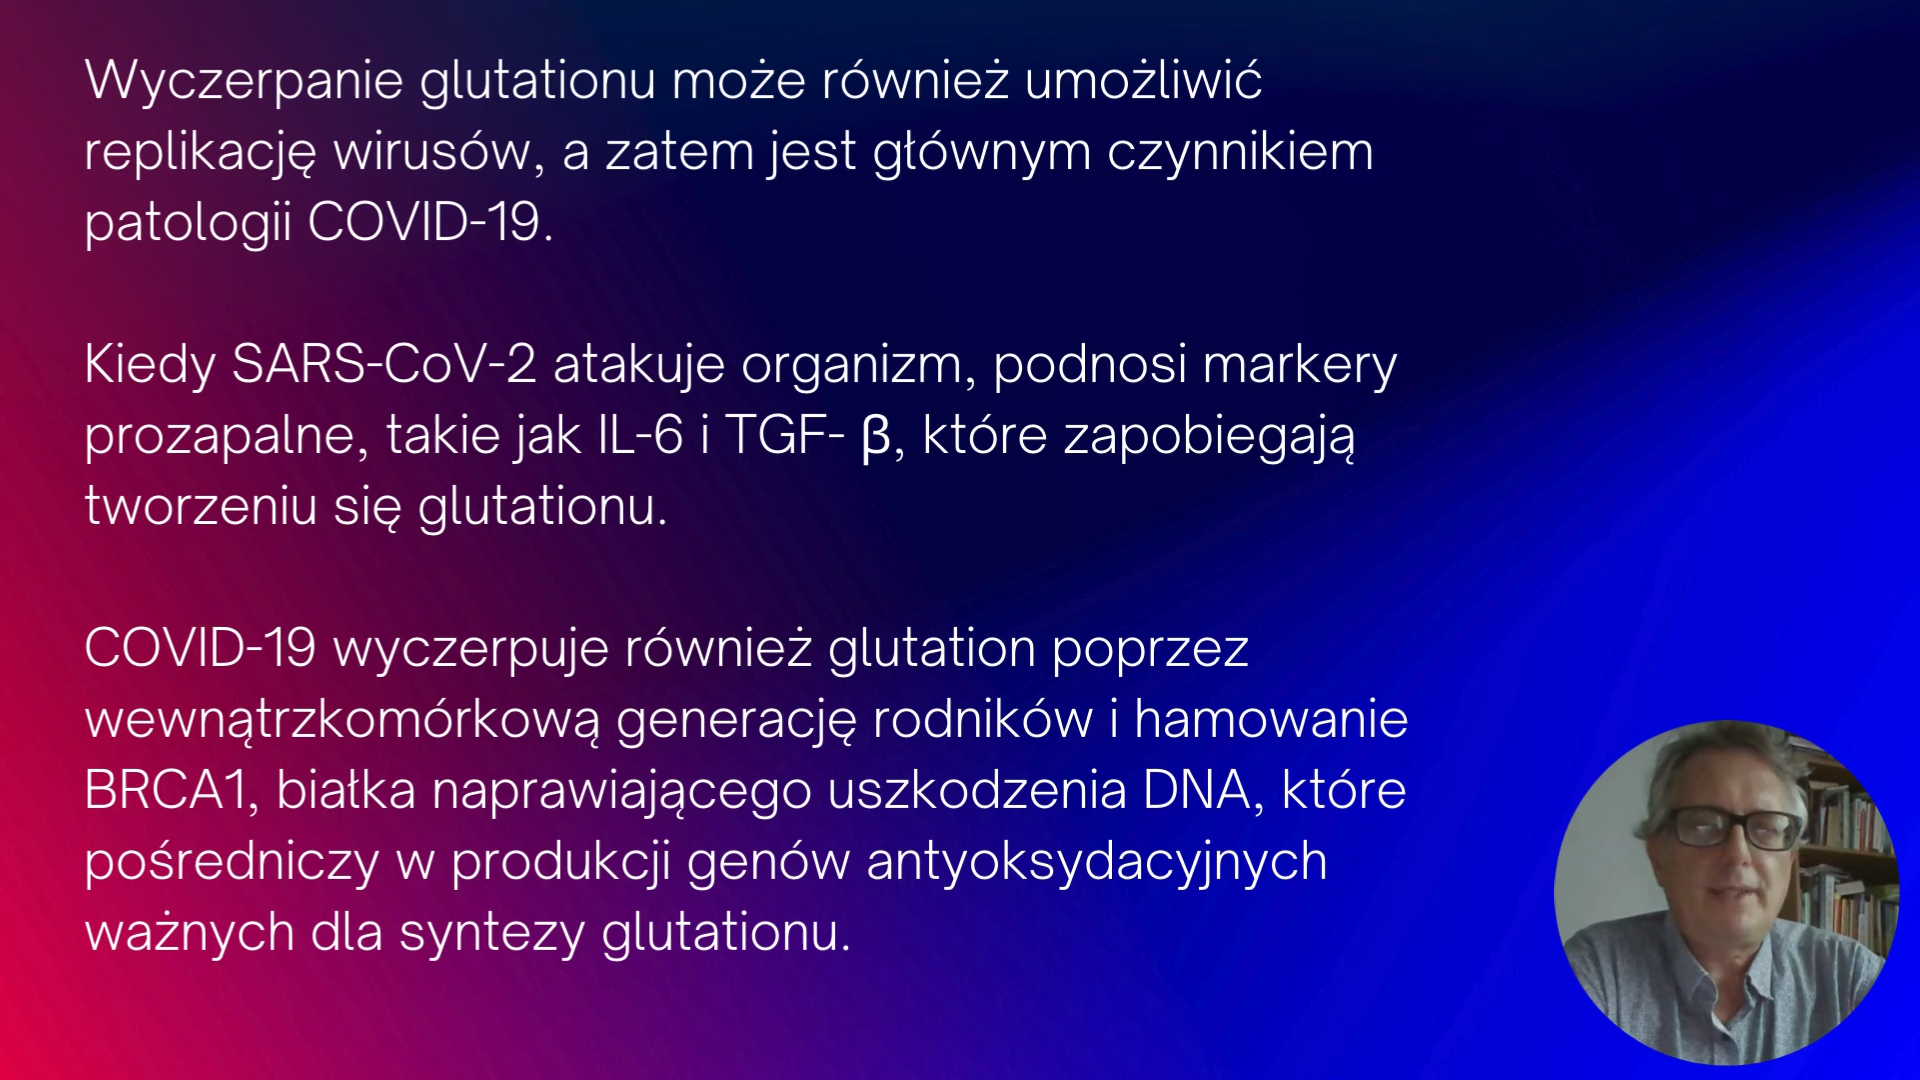 Wyczerpanie glutationu może również umożliwić
replikację wirusów, a zatem jest głównym czynnikiem
patologii COVID-19.
Kiedy SARS-CoV-2 atakuje organizm, podnosi markery
prozapalne, takie jak IL-6 i TGF- β, które zapobiegają
tworzeniu się glutationu.
COVID-19 wyczerpuje również glutation poprzez
wewnątrzkomórkową generację rodników i hamowanie
BRCA1, białka naprawiającego uszkodzenia DNA, które
pośredniczy w produkcji genów antyoksydacyjnych
ważnych dla syntezy glutationu.